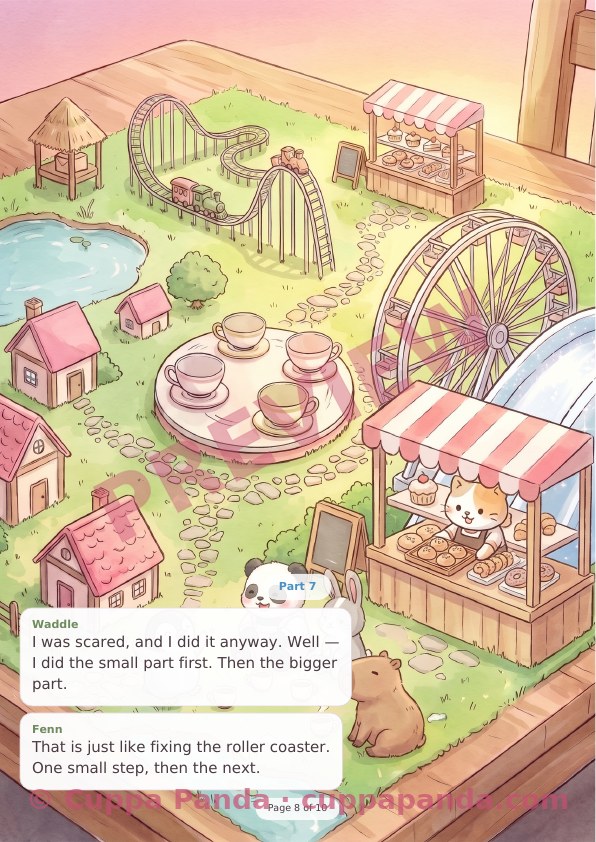 PREVIEW
Part 7
Waddle
I was scared, and I did it anyway. Well —
I did the small part first. Then the bigger
part.
Fenn
That is just like fixing the roller coaster.
One small step, then the next.
© Cuppa Panda · cuppapanda.com
Page 8 of 10